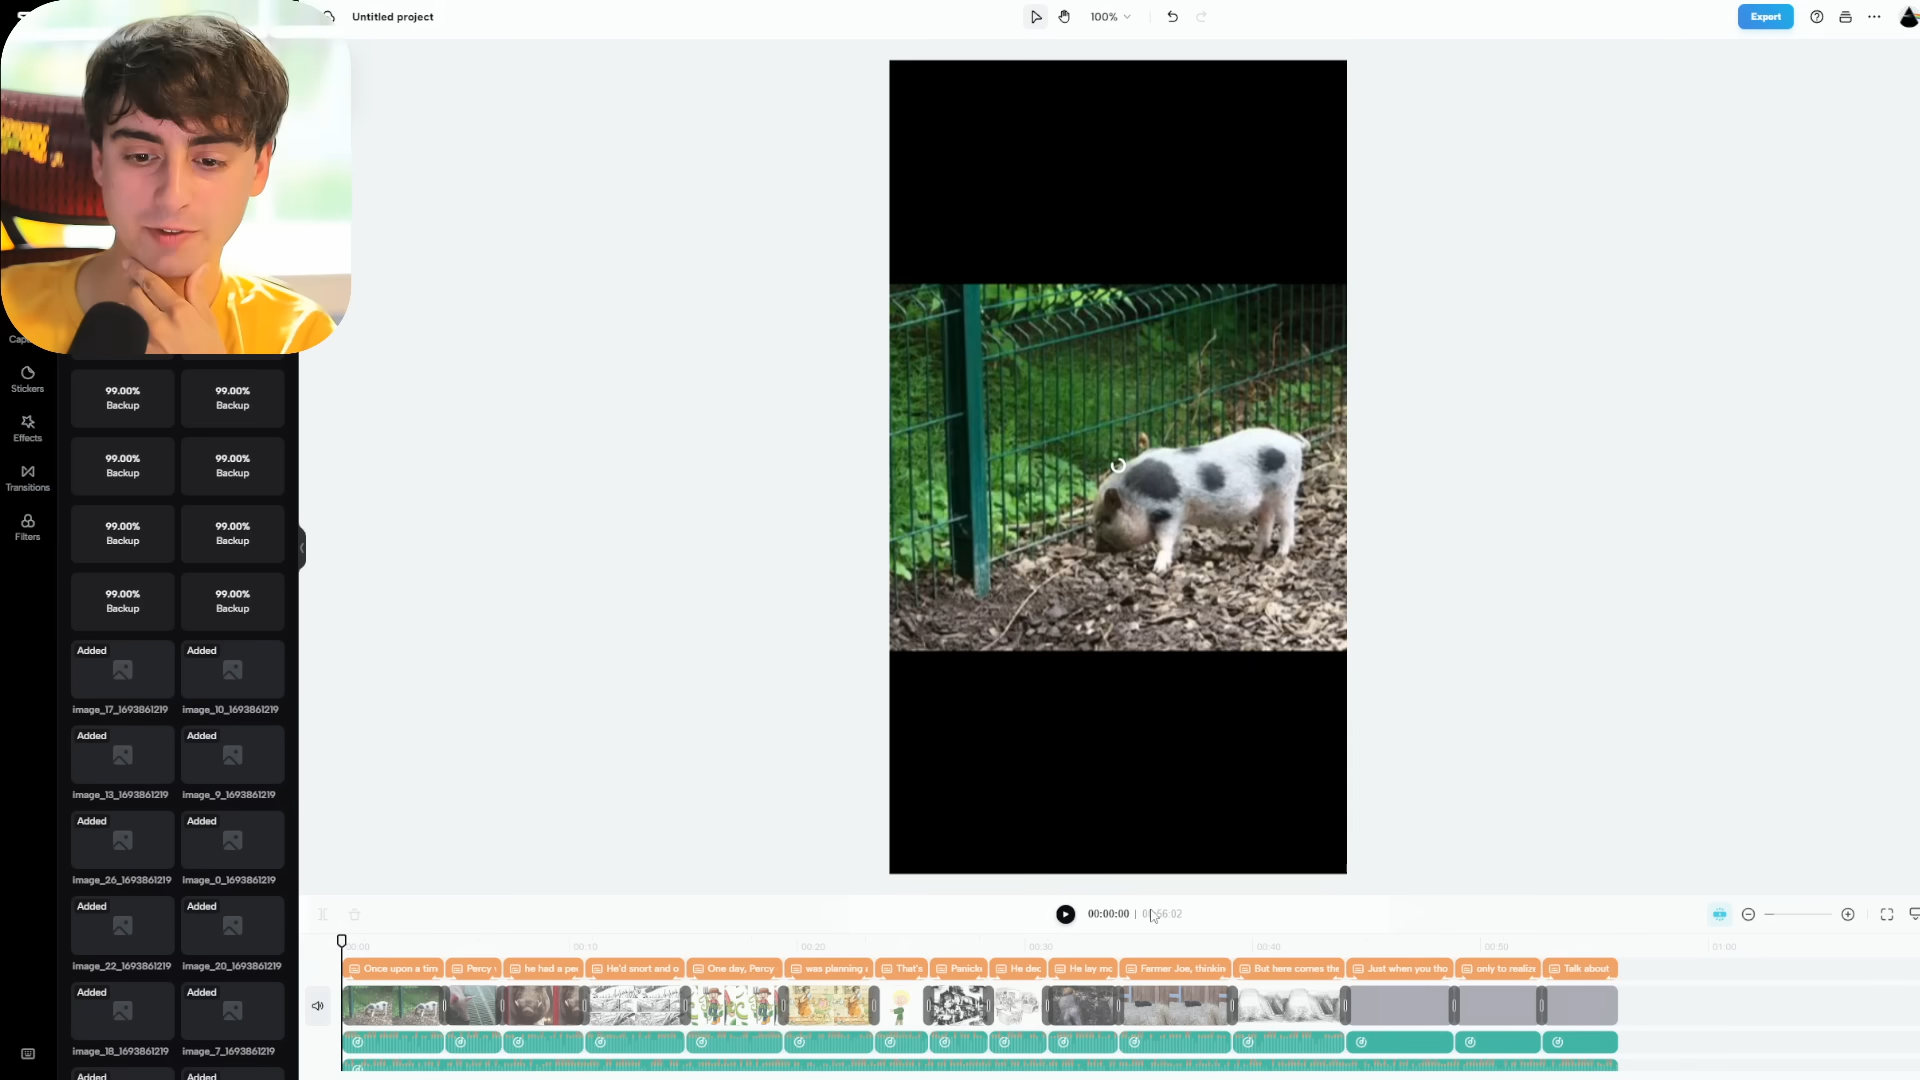 Untitled project
100%
Export
Stickers
Effects
Transitions
Filters
99.00%
Backup
99.00%
Backup
99.00%
Backup
99.00%
Backup
99.00%
Backup
99.00%
Backup
99.00%
Backup
99.00%
Backup
Added
Added
image_17_1693861219
image_10_1693861219
Added
Added
image_13_1693861219
image_9_1693861219
Added
Added
image_26_1693861219
image_0_1693861219
Added
Added
image_22_1693861219
image_20_1693861219
Added
Added
image_18_1693861219
image_7_1693861219
Added
Added
00:00:00 |
00:00
00:10
00:20
00:30
00:40
00:50
01:00
Once upon a tim
Percy
he had a pe
He'd snort and o
One day, Percy
was planning
That's
Panick
He dec
He lay mo
Farmer Joe, thinkin
But here comes the
Just when you tho
only to realize
Talk about